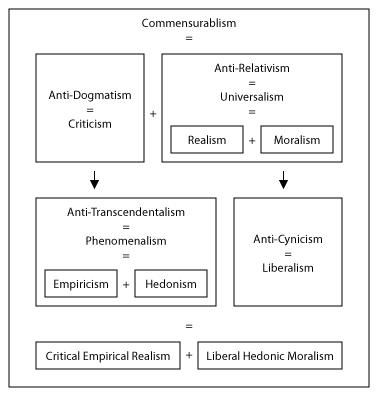 Commensurablism
=
Anti-Dogmatism
=
Criticism
+
Anti-Relativism
=
Universalism
=
Realism + Moralism
Anti-Transcendentalism
=
Phenomenalism
=
Empiricism + Hedonism
Anti-Cynicism
=
Liberalism
=
Critical Empirical Realism + Liberal Hedonic Moralism